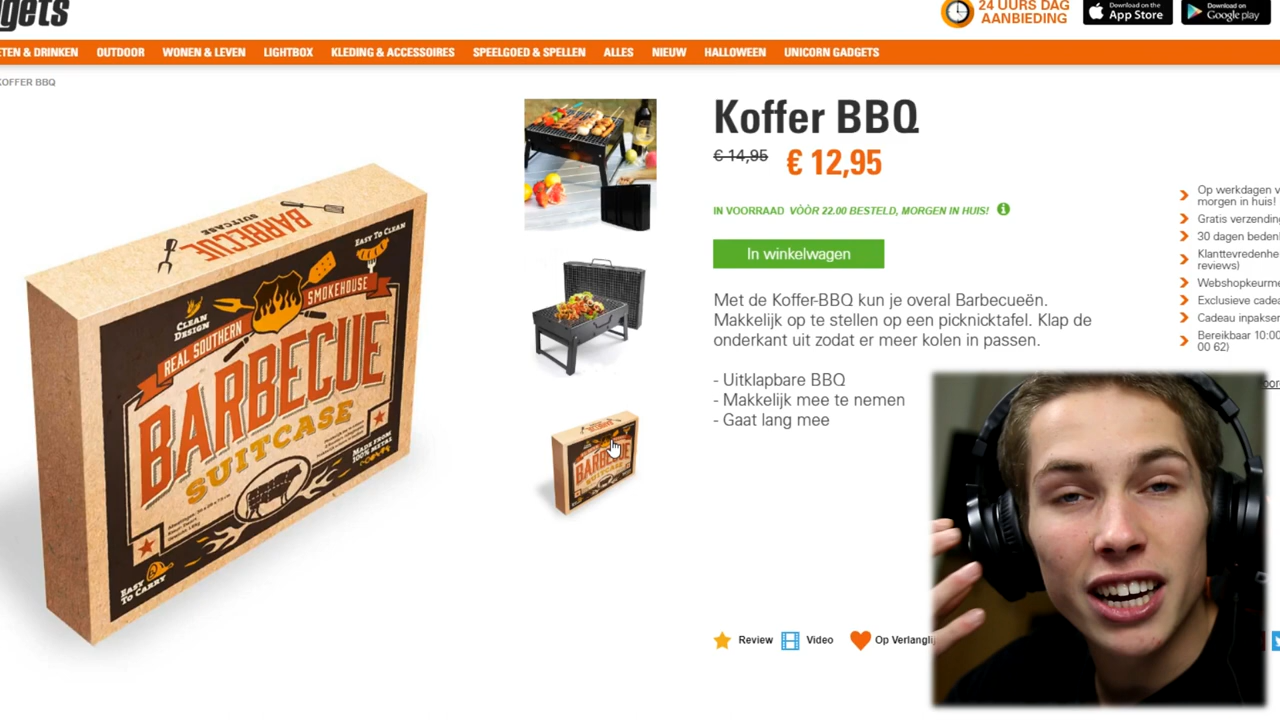 gets
24 UURS DAG
AANBIEDING
Download on the
App Store
Download on
Google play
ETEN & DRINKEN OUTDOOR WONEN & LEVEN LIGHTBOX KLEDING & ACCESSOIRES SPEELGOED & SPELLEN ALLES NIEUW HALLOWEEN UNICORN GADGETS
KOFFER BBQ
Koffer BBQ
€ 14,95 € 12,95
IN VOORRAAD VÒÒR 22.00 BESTELD, MORGEN IN HUIS!
In winkelwagen
Met de Koffer-BBQ kun je overal Barbecueën.
Makkelijk op te stellen op een picknicktafel. Klap de
onderkant uit zodat er meer kolen in passen.
- Uitklapbare BBQ
- Makkelijk mee te nemen
- Gaat lang mee
Op werkdagen v
morgen in huis!
Gratis verzending
30 dagen beden
Klanttevredenhe
reviews)
Webshopkeurme
Exclusieve cadea
Cadeau inpakser
Bereikbaar 10:00
00 62)
Review Video Op Verlangli
BARBECUE
SUITCASE
EASY TO CLEAN
CLEAN
DESIGN
REAL SOUTHERN
SMOKEHOUSE
BARBECUE
SUITCASE
MADE FROM
100% METAL
EASY
TO CARRY